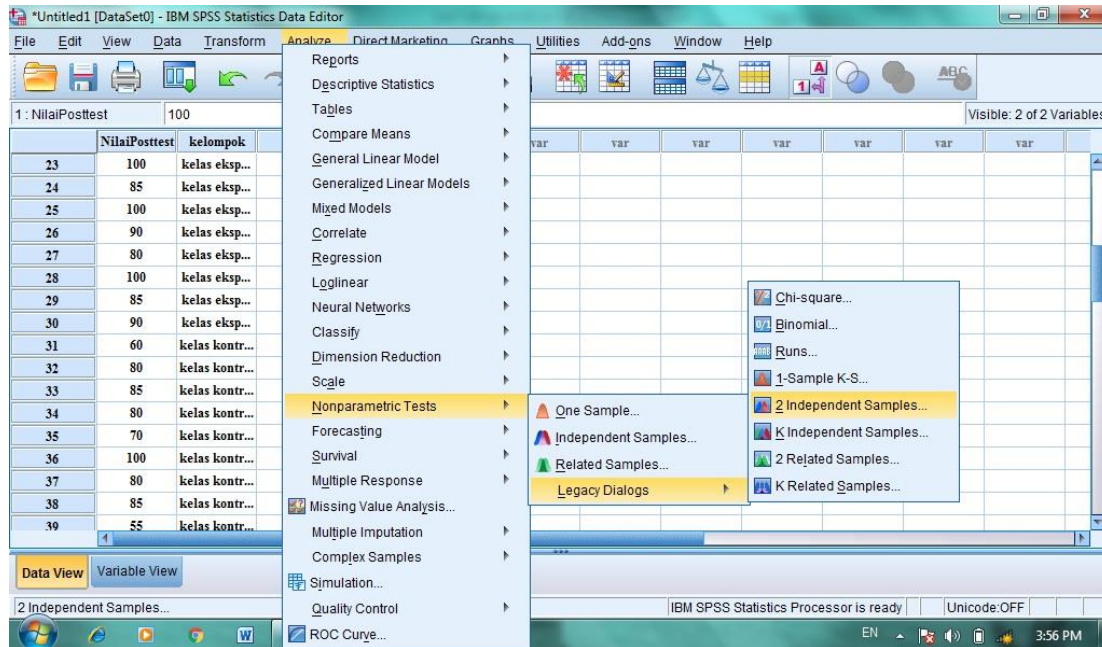 *Untitled1 [DataSet0] - IBM SPSS Statistics Data Editor
File Edit View Data Transform Analyze Direct Marketing Graphs Utilities Add-ons Window Help
1 : NilaiPosttest 100 Visible: 2 of 2 Variables
NilaiPosttest kelompok var var var var var var var
23 100 kelas eksp...
24 85 kelas eksp...
25 100 kelas eksp...
26 90 kelas eksp...
27 80 kelas eksp...
28 100 kelas eksp...
29 85 kelas eksp...
30 90 kelas eksp...
31 60 kelas kontr...
32 80 kelas kontr...
33 85 kelas kontr...
34 80 kelas kontr...
35 70 kelas kontr...
36 100 kelas kontr...
37 80 kelas kontr...
38 85 kelas kontr...
39 55 kelas kontr...
Reports
Descriptive Statistics
Tables
Compare Means
General Linear Model
Generalized Linear Models
Mixed Models
Correlate
Regression
Loglinear
Neural Networks
Classify
Dimension Reduction
Scale
Nonparametric Tests
Forecasting
Survival
Multiple Response
Missing Value Analysis...
Multiple Imputation
Complex Samples
Simulation...
Quality Control
ROC Curve...
One Sample...
Independent Samples...
Related Samples...
Legacy Dialogs
Chi-square...
Binomial...
Runs...
1-Sample K-S...
2 Independent Samples...
K Independent Samples...
2 Related Samples...
K Related Samples...
Data View Variable View
2 Independent Samples... IBM SPSS Statistics Processor is ready Unicode:OFF
EN 3:56 PM